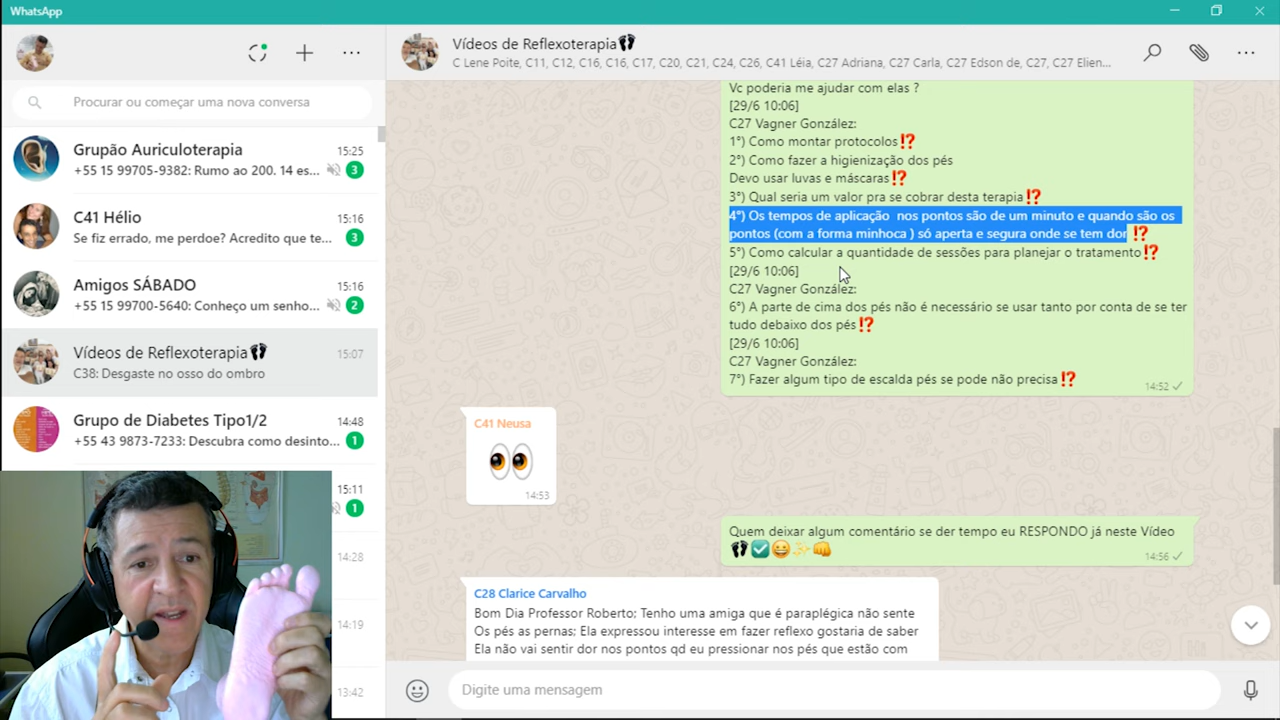 WhatsApp
Procurar ou começar uma nova conversa
Grupão Auriculoterapia
15:25
+55 15 99705-9382: Rumo ao 200. 14 es...
3
C41 Hélio
15:16
Se fiz errado, me perdoe? Acredito que te...
3
Amigos SÁBADO
15:16
+55 15 99700-5640: Conheço um senho...
2
Vídeos de Reflexoterapia
15:07
C38: Desgaste no osso do ombro
Grupo de Diabetes Tipo1/2
14:48
+55 43 9873-7233: Descubra como desinto...
1
15:11
1
14:28
14:19
13:42
Vídeos de Reflexoterapia
C Lene Poite, C11, C12, C16, C16, C17, C20, C21, C24, C26, C41 Léia, C27 Adriana, C27 Carla, C27 Edson de, C27, C27 Elien...
Vc poderia me ajudar com elas ?
[29/6 10:06]
C27 Vagner González:
1°) Como montar protocolos⁉️
2°) Como fazer a higienização dos pés
Devo usar luvas e máscaras⁉️
3°) Qual seria um valor pra se cobrar desta terapia⁉️
4°) Os tempos de aplicação  nos pontos são de um minuto e quando são os
pontos (com a forma minhoca ) só aperta e segura onde se tem dor ⁉️
5°) Como calcular a quantidade de sessões para planejar o tratamento⁉️
[29/6 10:06]
C27 Vagner González:
6°) A parte de cima dos pés não é necessário se usar tanto por conta de se ter
tudo debaixo dos pés⁉️
[29/6 10:06]
C27 Vagner González:
7°) Fazer algum tipo de escalda pés se pode não precisa⁉️
14:52
C41 Neusa
14:53
Quem deixar algum comentário se der tempo eu RESPONDO já neste Vídeo
14:56
C28 Clarice Carvalho
Bom Dia Professor Roberto; Tenho uma amiga que é paraplégica não sente
Os pés as pernas; Ela expressou interesse em fazer reflexo gostaria de saber
Ela não vai sentir dor nos pontos qd eu pressionar nos pés que estão com
Digite uma mensagem